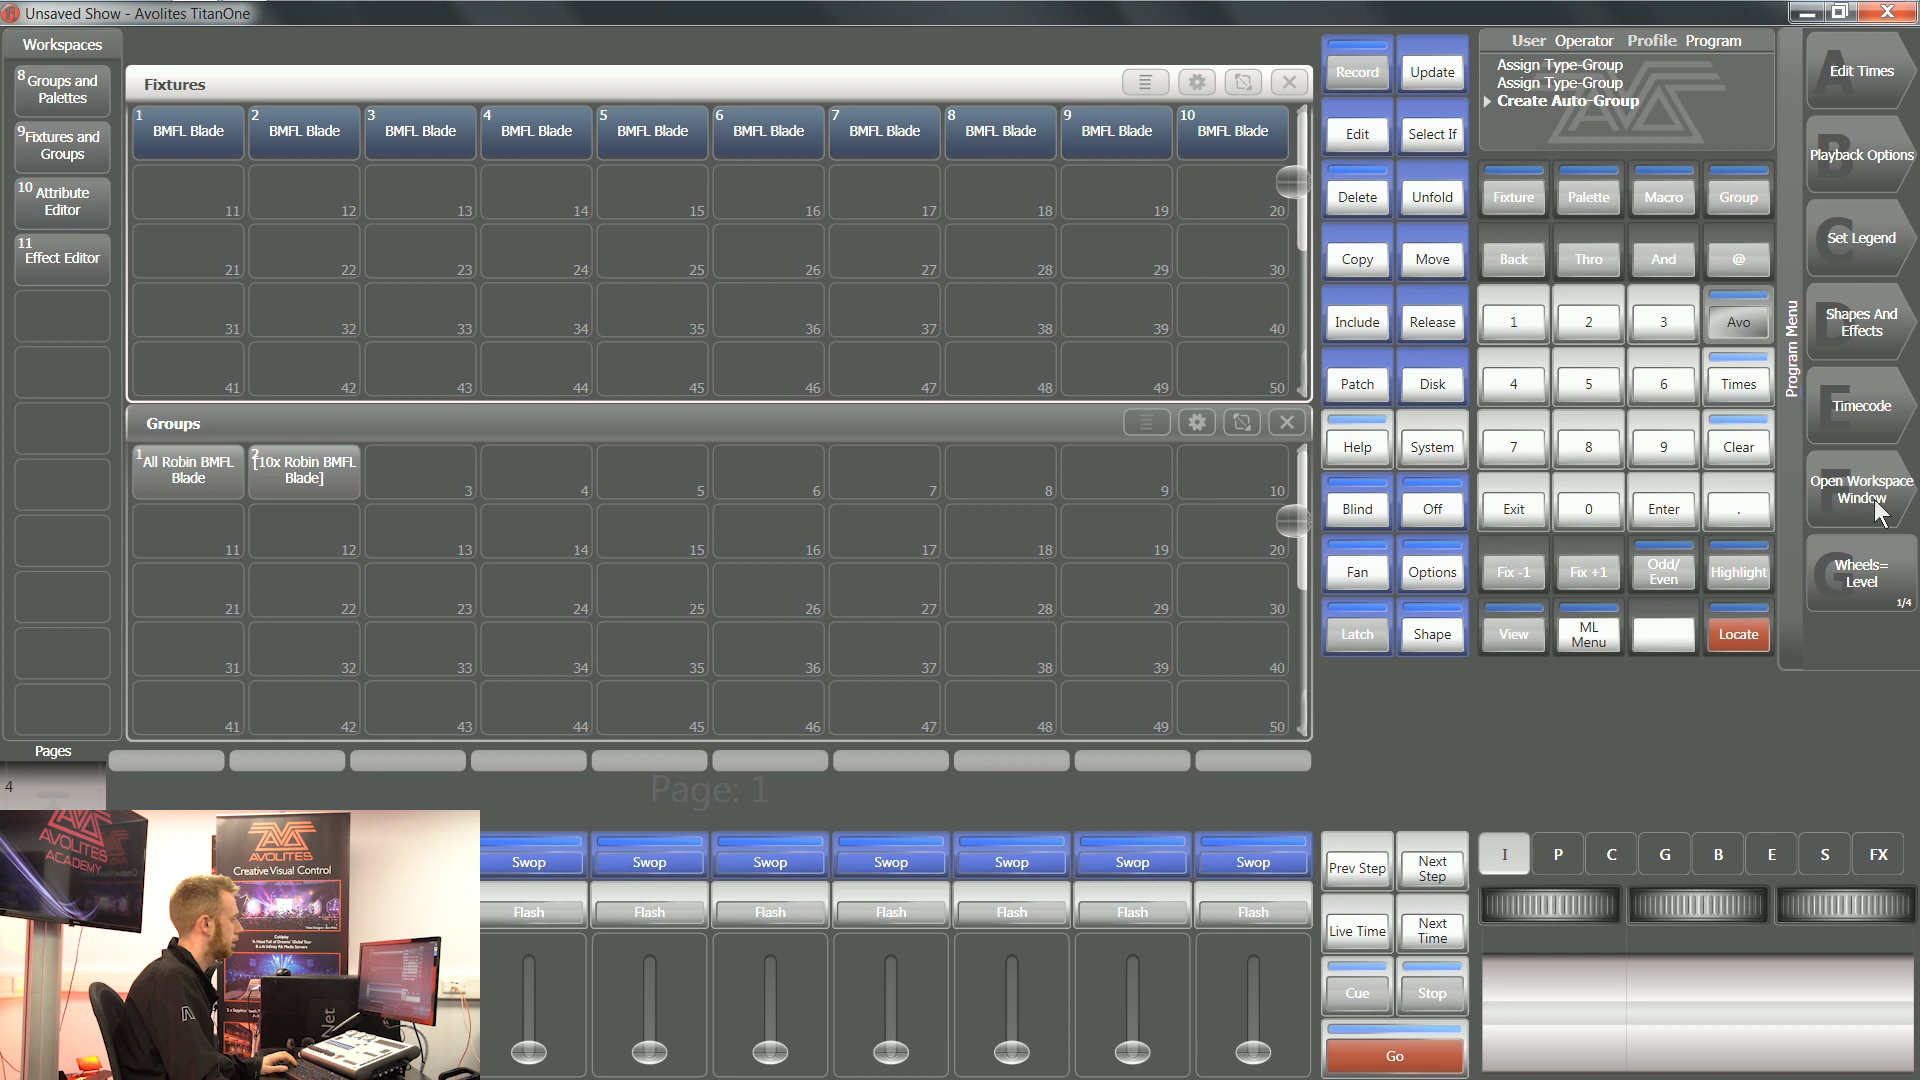 Unsaved Show - Avolites TitanOne
Workspaces
8 Groups and Palettes
9 Fixtures and Groups
10 Attribute Editor
11 Effect Editor
Pages
4
Fixtures
1 BMFL Blade
2 BMFL Blade
3 BMFL Blade
4 BMFL Blade
5 BMFL Blade
6 BMFL Blade
7 BMFL Blade
8 BMFL Blade
9 BMFL Blade
10 BMFL Blade
11 12 13 14 15 16 17 18 19 20
21 22 23 24 25 26 27 28 29 30
31 32 33 34 35 36 37 38 39 40
41 42 43 44 45 46 47 48 49 50
Groups
1 All Robin BMFL Blade
2 [10x Robin BMFL Blade]
3 4 5 6 7 8 9 10
11 12 13 14 15 16 17 18 19 20
21 22 23 24 25 26 27 28 29 30
31 32 33 34 35 36 37 38 39 40
41 42 43 44 45 46 47 48 49 50
Page: 1
Swop Swop Swop Swop Swop Swop Swop
Flash Flash Flash Flash Flash Flash Flash
Record Update
Edit Select If
Delete Unfold
Copy Move
Include Release
Patch Disk
Help System
Blind Off
Fan Options
Latch Shape
Prev Step Next Step
Live Time Next Time
Cue Stop
Go
User Operator Profile Program
Assign Type-Group
Assign Type-Group
Create Auto-Group
Fixture Palette Macro Group
Back Thro And @
1 2 3 Avo
4 5 6 Times
7 8 9 Clear
Exit 0 Enter .
Fix -1 Fix +1 Odd/Even Highlight
View ML Menu Locate
Program Menu
A Edit Times
B Playback Options
C Set Legend
D Shapes And Effects
E Timecode
F Open Workspace Window
G Wheels= Level
1/4
I P C G B E S FX
AVOLITES
ACADEMY
AVOLITES
Creative Visual Control
Net